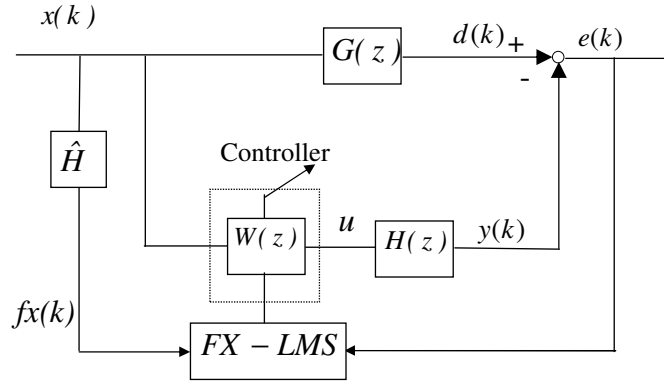 x(k)
G(z)
d(k)
+
e(k)
-
Ĥ
Controller
W(z)
u
H(z)
y(k)
fx(k)
FX – LMS